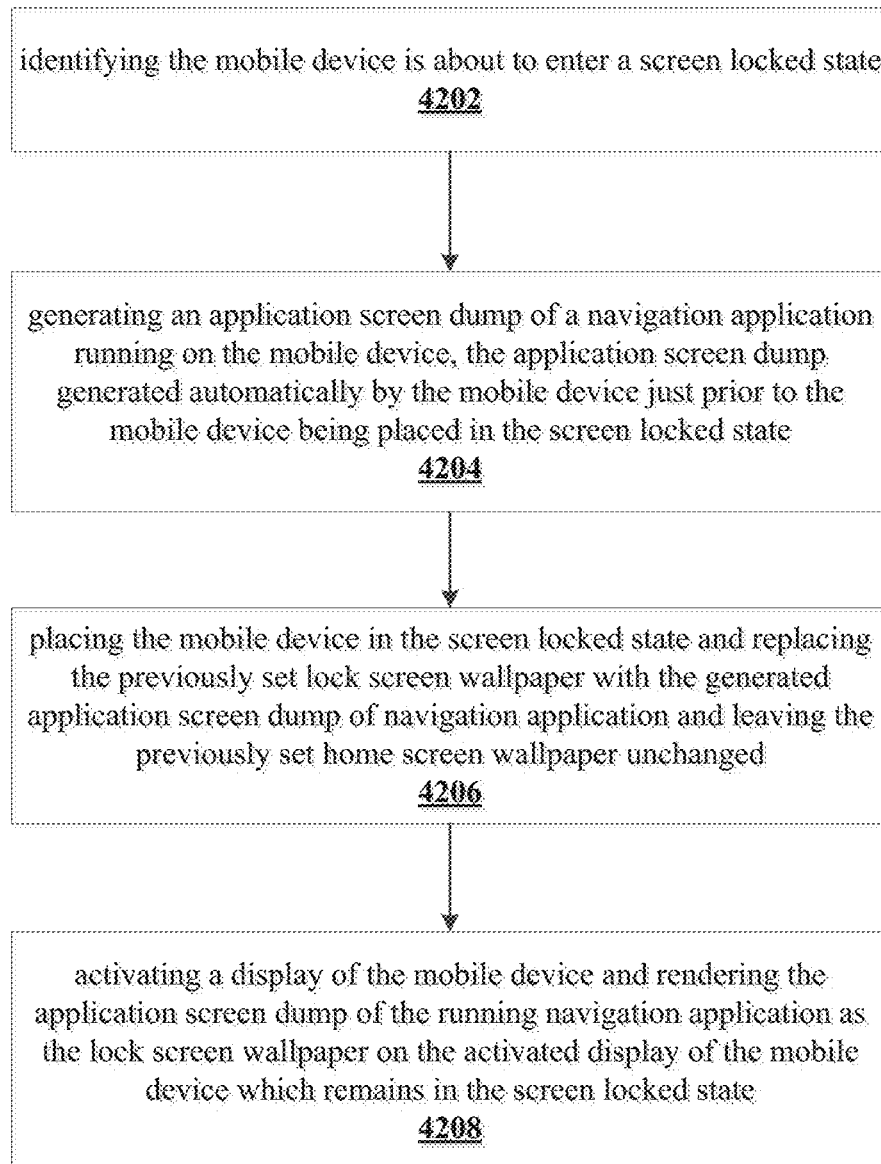 identifying the mobile device is about to enter a screen locked state
4202
generating an application screen dump of a navigation application
running on the mobile device, the application screen dump
generated automatically by the mobile device just prior to the
mobile device being placed in the screen locked state
4204
placing the mobile device in the screen locked state and replacing
the previously set lock screen wallpaper with the generated
application screen dump of navigation application and leaving the
previously set home screen wallpaper unchanged
4206
activating a display of the mobile device and rendering the
application screen dump of the running navigation application as
the lock screen wallpaper on the activated display of the mobile
device which remains in the screen locked state
4208